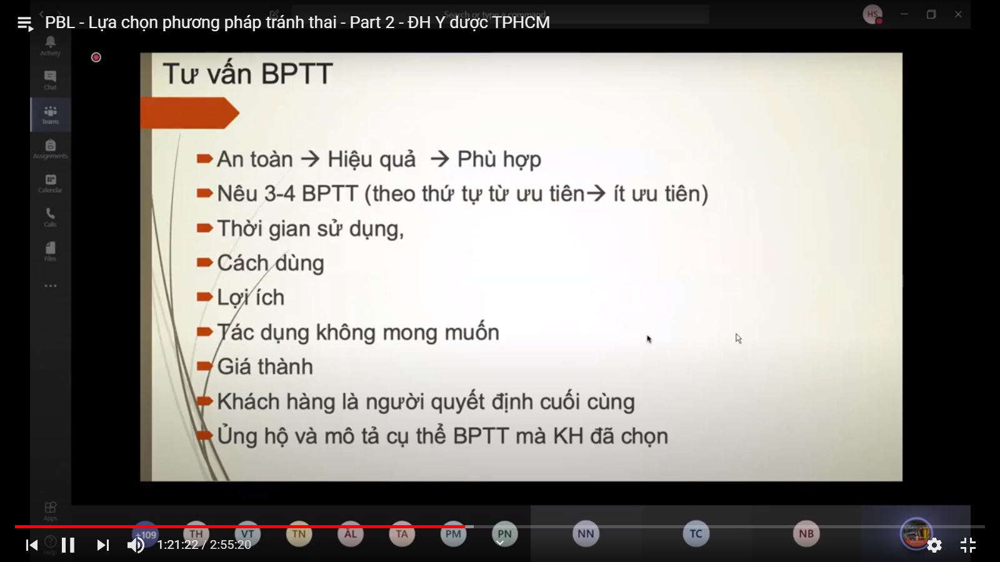 Search or type a command
HS
PBL - Lựa chọn phương pháp tránh thai - Part 2 - ĐH Y dược TPHCM
Activity
Chat
Teams
Assignments
Calendar
Calls
Files
Tư vấn BPTT
An toàn → Hiệu quả → Phù hợp
Nêu 3-4 BPTT (theo thứ tự từ ưu tiên→ ít ưu tiên)
Thời gian sử dụng,
Cách dùng
Lợi ích
Tác dụng không mong muốn
Giá thành
Khách hàng là người quyết định cuối cùng
Ủng hộ và mô tả cụ thể BPTT mà KH đã chọn
Apps
Help
+109 TH VT TN ÂL TA PM PN NN TC NB
1:21:22 / 2:55:20